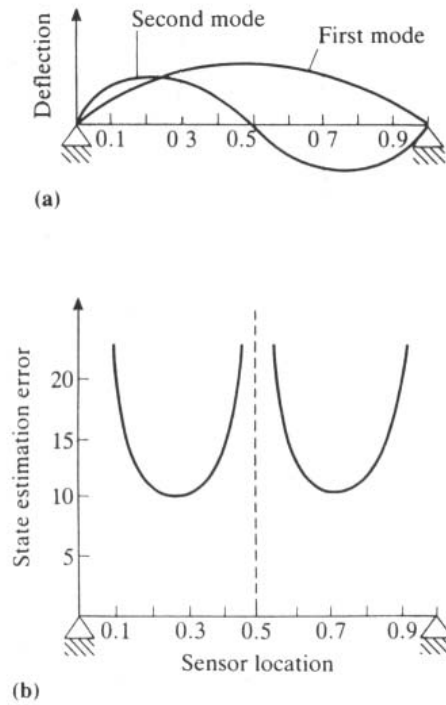 Second mode
First mode
Deflection
0.1 0 3 0.5 0 7 0.9
(a)
20
15
10
5
State estimation error
0.1 0.3 0.5 0.7 0.9
Sensor location
(b)